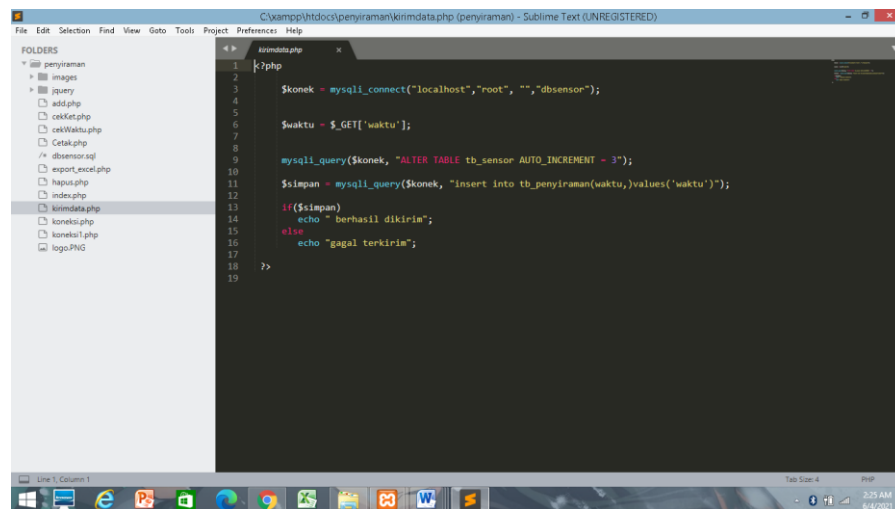 C:\xampp\htdocs\penyiraman\kirimdata.php (penyiraman) - Sublime Text (UNREGISTERED)
File Edit Selection Find View Goto Tools Project Preferences Help
FOLDERS
penyiraman
images
jquery
add.php
cekKet.php
cekWaktu.php
Cetak.php
dbsensor.sql
export_excel.php
hapus.php
index.php
kirimdata.php
koneksi.php
koneksi1.php
logo.PNG
kirimdata.php ×
1 <?php
2
3 $konek = mysqli_connect("localhost","root", "","dbsensor");
4
5
6 $waktu = $_GET['waktu'];
7
8
9 mysqli_query($konek, "ALTER TABLE tb_sensor AUTO_INCREMENT = 3");
10
11 $simpan = mysqli_query($konek, "insert into tb_penyiraman(waktu,)values('waktu')");
12
13 if($simpan)
14 echo " berhasil dikirim";
15 else
16 echo "gagal terkirim";
17
18 ?>
19
Line 1, Column 1 Tab Size: 4 PHP
2:25 AM
6/4/2021